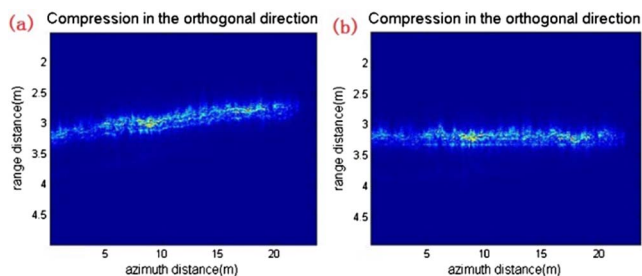 (a) Compression in the orthogonal direction
2
2.5
3
3.5
4
4.5
range distance(m)
5 10 15 20
azimuth distance(m)
(b) Compression in the orthogonal direction
2
2.5
3
3.5
4
4.5
range distance(m)
5 10 15 20
azimuth distance(m)